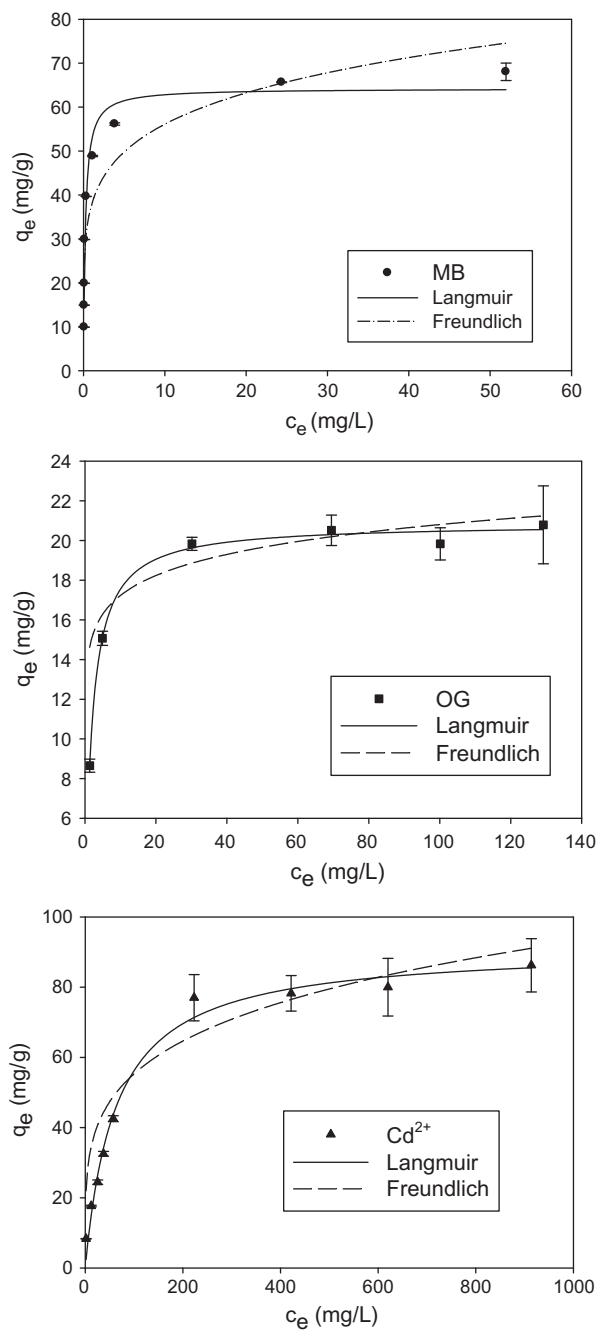 80
70
60
50
40
30
20
10
0
qe (mg/g)
MB
Langmuir
Freundlich
0 10 20 30 40 50 60
ce (mg/L)
24
22
20
18
16
14
12
10
8
6
qe (mg/g)
OG
Langmuir
Freundlich
0 20 40 60 80 100 120 140
ce (mg/L)
100
80
60
40
20
0
qe (mg/g)
Cd2+
Langmuir
Freundlich
0 200 400 600 800 1000
ce (mg/L)